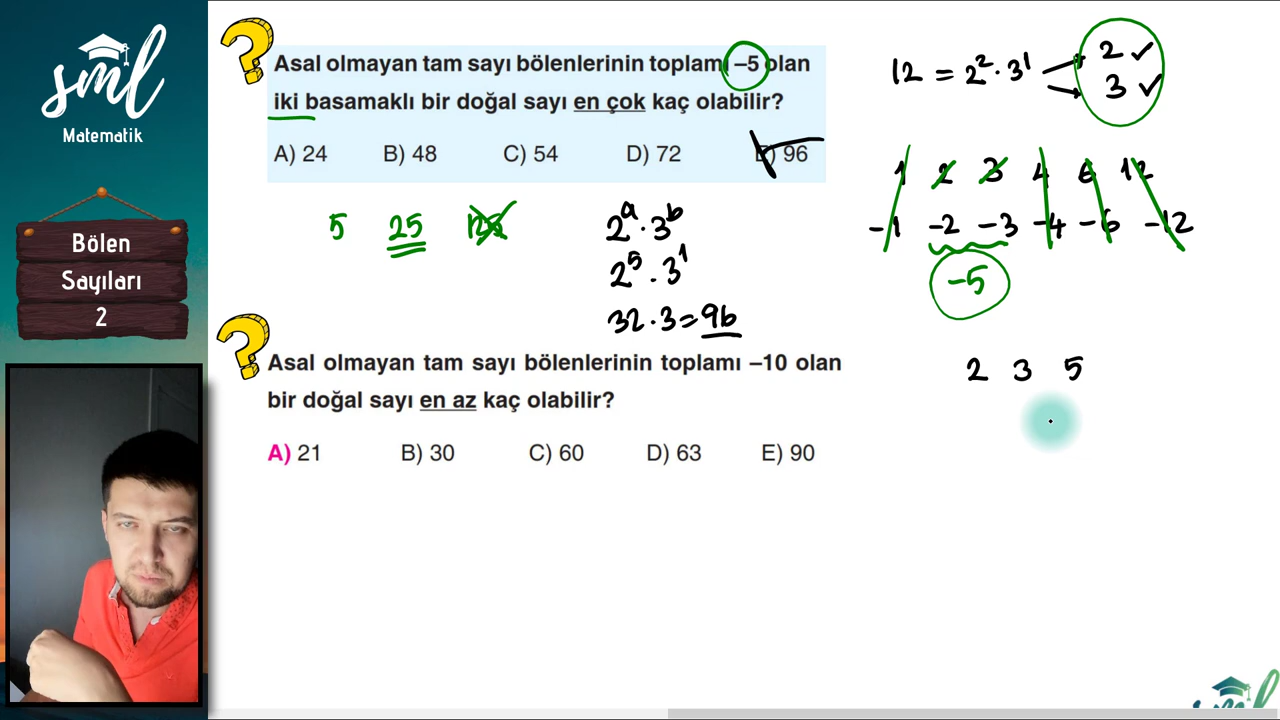 sml
Matematik
Bölen
Sayıları
2
Asal olmayan tam sayı bölenlerinin toplamı –5 olan
iki basamaklı bir doğal sayı en çok kaç olabilir?
A) 24 B) 48 C) 54 D) 72 E) 96
5 25 125
2^a · 3^b
2^5 · 3^1
32 · 3 = 96
12 = 2^2 · 3^1
2 ✓
3 ✓
1 2 3 4 6 12
-1 -2 -3 -4 -6 -12
-5
Asal olmayan tam sayı bölenlerinin toplamı –10 olan
bir doğal sayı en az kaç olabilir?
A) 21 B) 30 C) 60 D) 63 E) 90
2 3 5